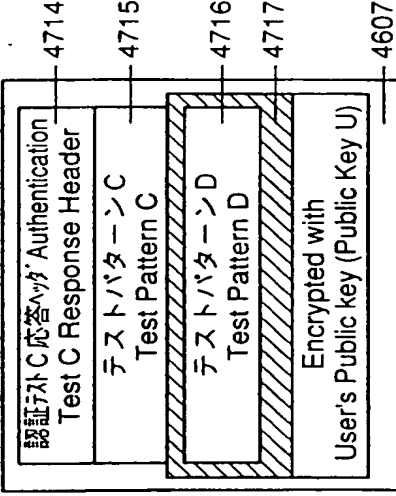 認証テストC応答ヘッダ Authentication
Test C Response Header
テストパターンC
Test Pattern C
テストパターンD
Test Pattern D
Encrypted with
User's Public key (Public Key U)
4714
4715
4716
4717
4607